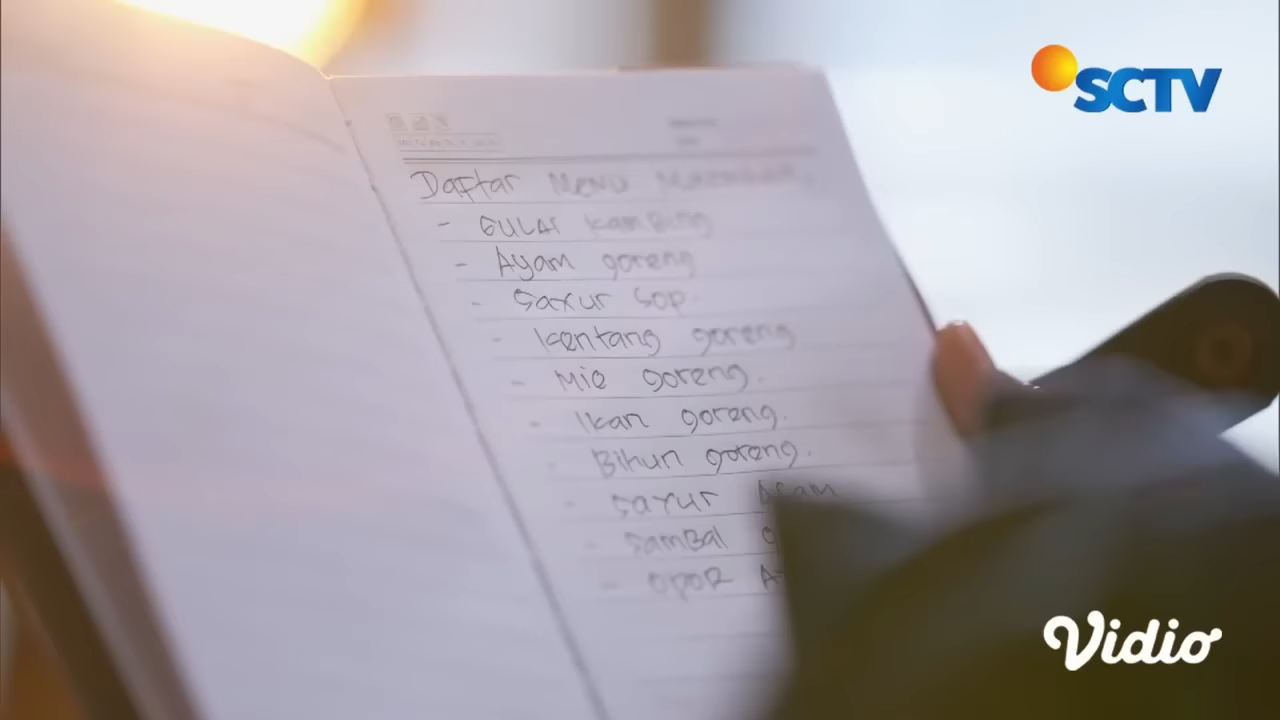 SCTV
Daftar Menu
- GULAI Kambing
- Ayam goreng
- Sayur Sop.
- Kentang goreng
- Mie goreng.
- Ikan goreng.
- Bihun goreng.
- Sayur Asam
- SamBal
- OPOR
Vidio